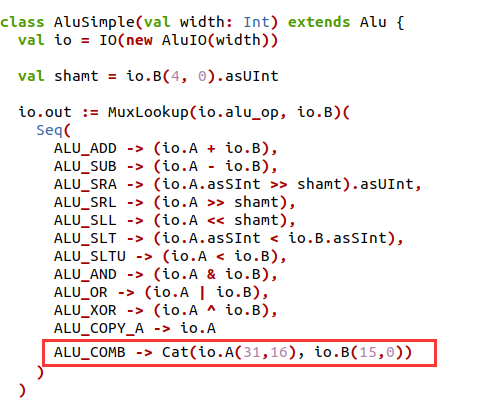 class AluSimple(val width: Int) extends Alu {
  val io = IO(new AluIO(width))

  val shamt = io.B(4, 0).asUInt

  io.out := MuxLookup(io.alu_op, io.B)(
    Seq(
      ALU_ADD -> (io.A + io.B),
      ALU_SUB -> (io.A - io.B),
      ALU_SRA -> (io.A.asSInt >> shamt).asUInt,
      ALU_SRL -> (io.A >> shamt),
      ALU_SLL -> (io.A << shamt),
      ALU_SLT -> (io.A.asSInt < io.B.asSInt),
      ALU_SLTU -> (io.A < io.B),
      ALU_AND -> (io.A & io.B),
      ALU_OR -> (io.A | io.B),
      ALU_XOR -> (io.A ^ io.B),
      ALU_COPY_A -> io.A
      ALU_COMB -> Cat(io.A(31,16), io.B(15,0))
    )
  )